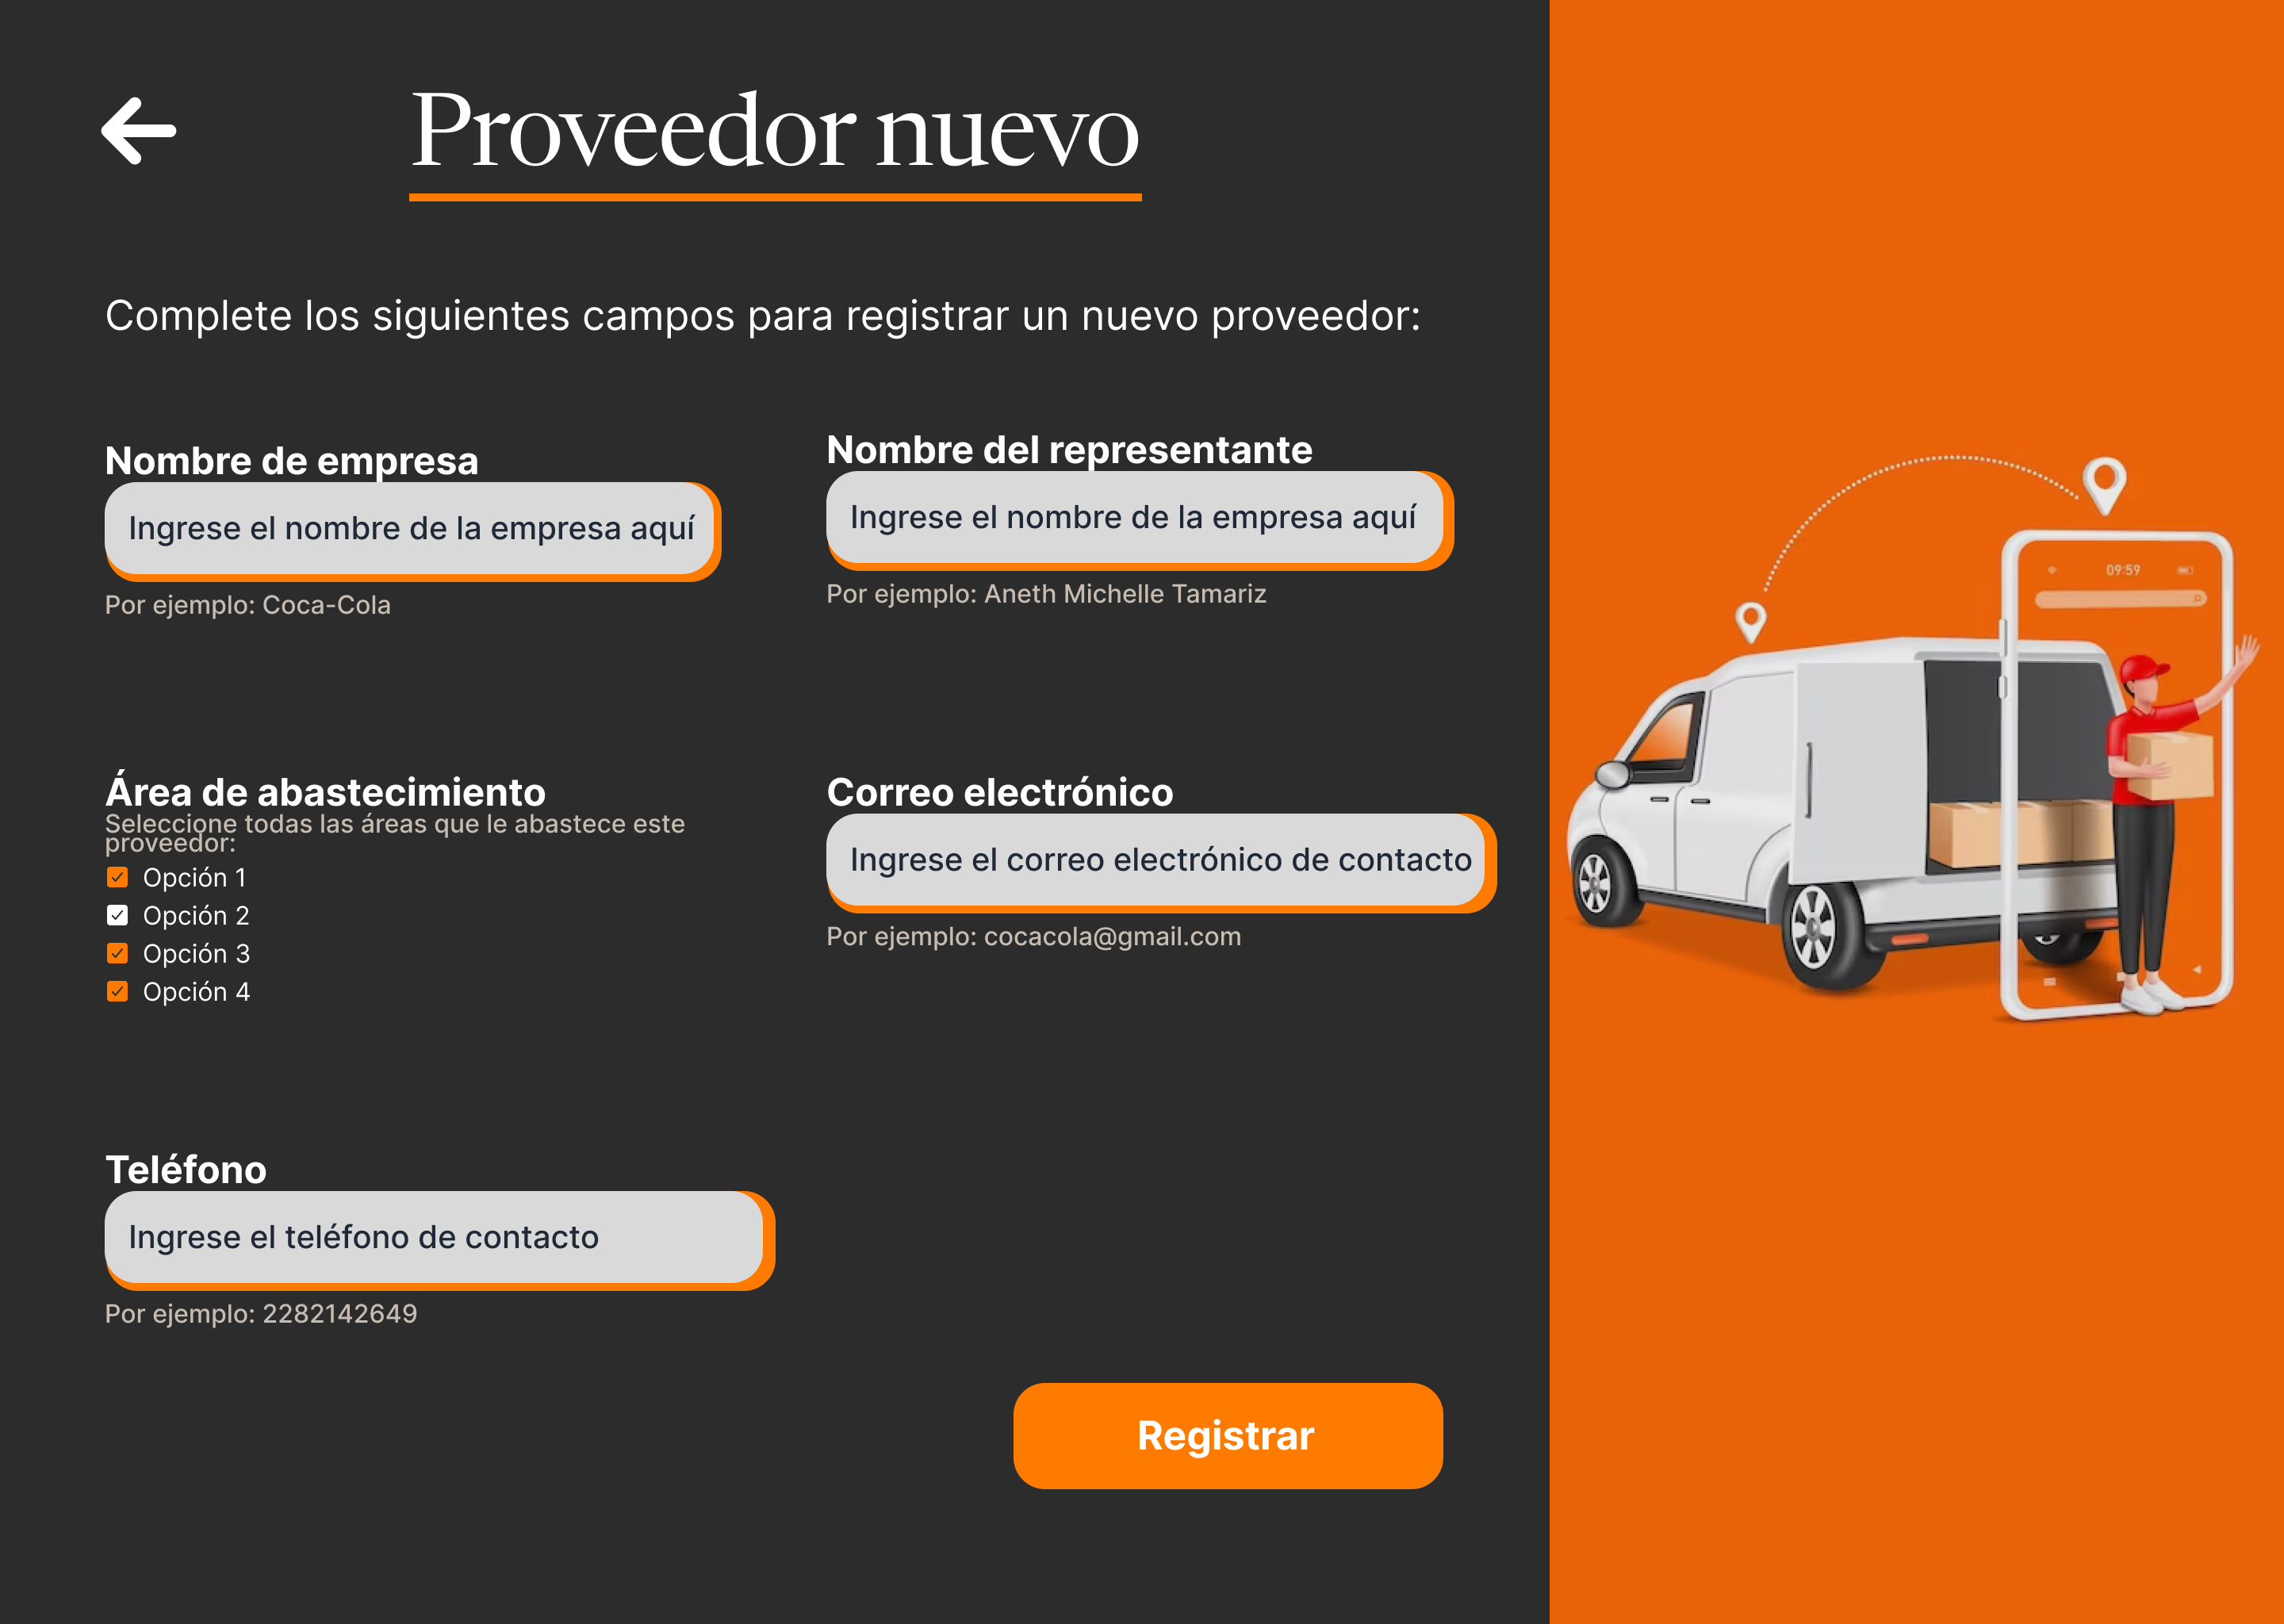 Proveedor nuevo
Complete los siguientes campos para registrar un nuevo proveedor:
Nombre de empresa
Ingrese el nombre de la empresa aquí
Por ejemplo: Coca-Cola
Nombre del representante
Ingrese el nombre de la empresa aquí
Por ejemplo: Aneth Michelle Tamariz
Área de abastecimiento
Seleccione todas las áreas que le abastece este
proveedor:
Opción 1
Opción 2
Opción 3
Opción 4
Correo electrónico
Ingrese el correo electrónico de contacto
Por ejemplo: cocacola@gmail.com
Teléfono
Ingrese el teléfono de contacto
Por ejemplo: 2282142649
Registrar
09:59